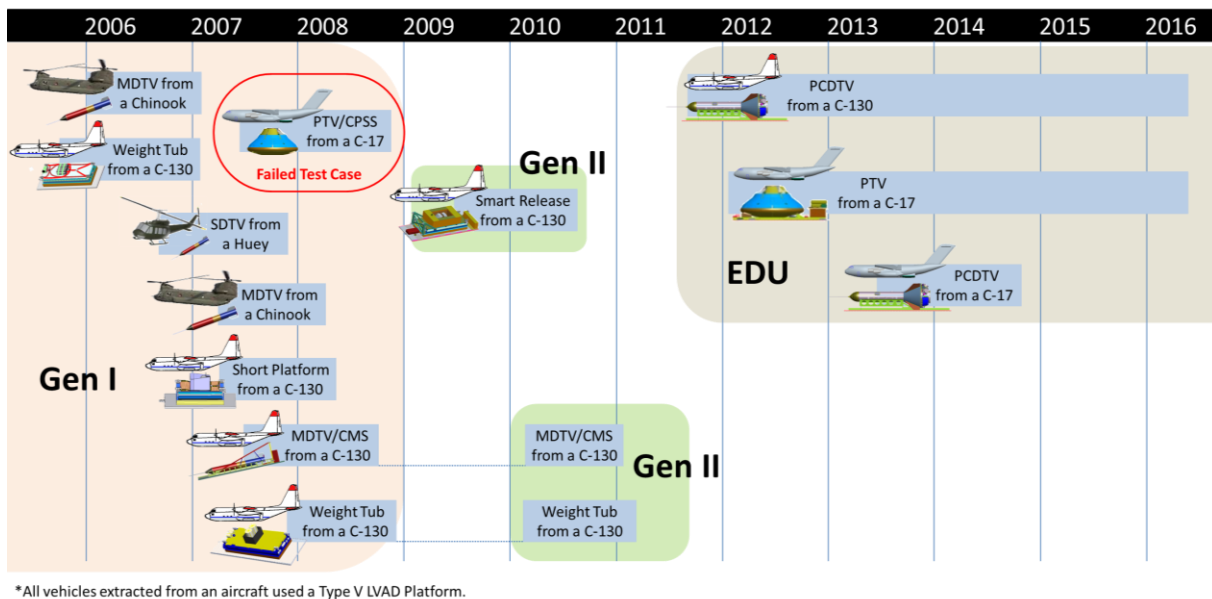 2006 2007 2008 2009 2010 2011 2012 2013 2014 2015 2016
MDTV from
a Chinook
PTV/CPSS
from a C-17
Failed Test Case
Weight Tub
from a C-130
SDTV from
a Huey
MDTV from
a Chinook
Gen I
Short Platform
from a C-130
MDTV/CMS
from a C-130
Weight Tub
from a C-130
Gen II
Smart Release
from a C-130
MDTV/CMS
from a C-130
Gen II
Weight Tub
from a C-130
PCDTV
from a C-130
PTV
from a C-17
EDU
PCDTV
from a C-17
*All vehicles extracted from an aircraft used a Type V LVAD Platform.